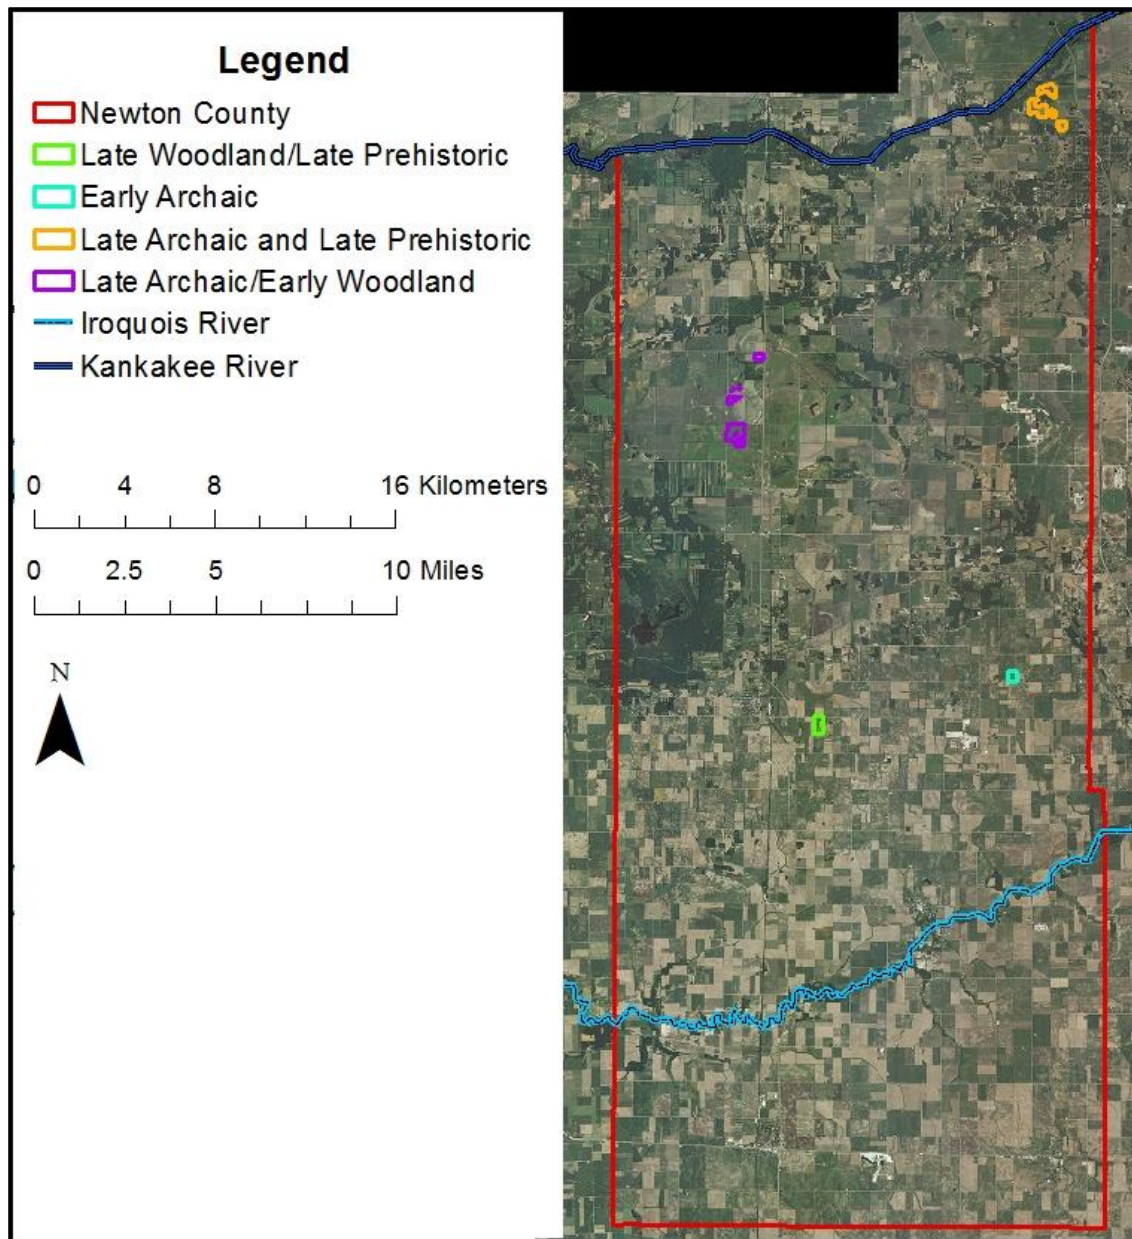 Legend
Newton County
Late Woodland/Late Prehistoric
Early Archaic
Late Archaic and Late Prehistoric
Late Archaic/Early Woodland
Iroquois River
Kankakee River
0 4 8 16 Kilometers
0 2.5 5 10 Miles
N